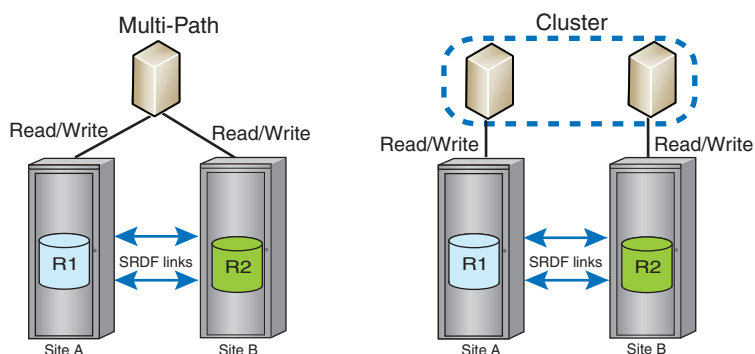 Multi-Path
Read/Write
Read/Write
R1
SRDF links
R2
Site A
Site B
Cluster
Read/Write
Read/Write
R1
SRDF links
R2
Site A
Site B